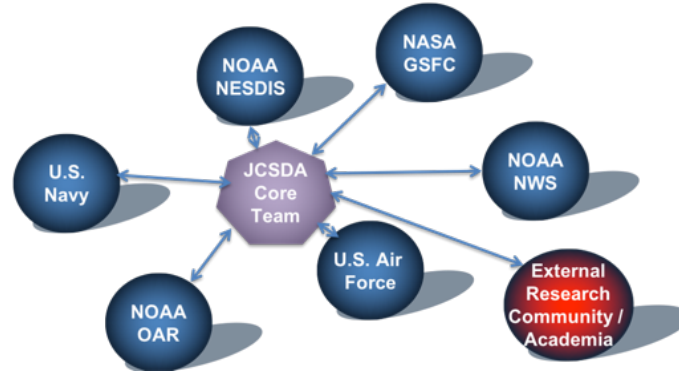 NASA
GSFC
NOAA
NESDIS
U.S.
Navy
JCSDA
Core
Team
NOAA
NWS
U.S. Air
Force
External
Research
Community /
Academia
NOAA
OAR